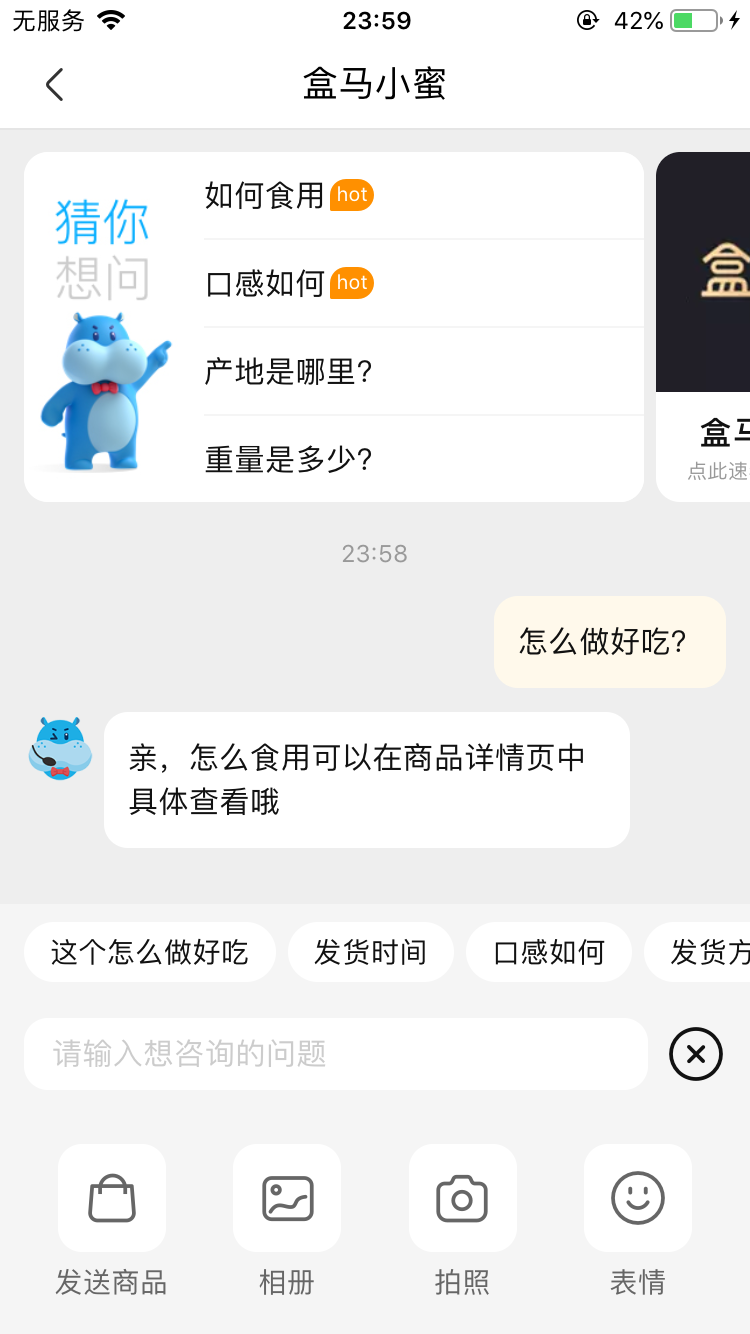 无服务
23:59
42%
盒马小蜜
猜你
想问
如何食用 hot
口感如何 hot
产地是哪里?
重量是多少?
盒
盒马
点此速
23:58
怎么做好吃?
亲，怎么食用可以在商品详情页中
具体查看哦
这个怎么做好吃
发货时间
口感如何
发货方
请输入想咨询的问题
发送商品
相册
拍照
表情